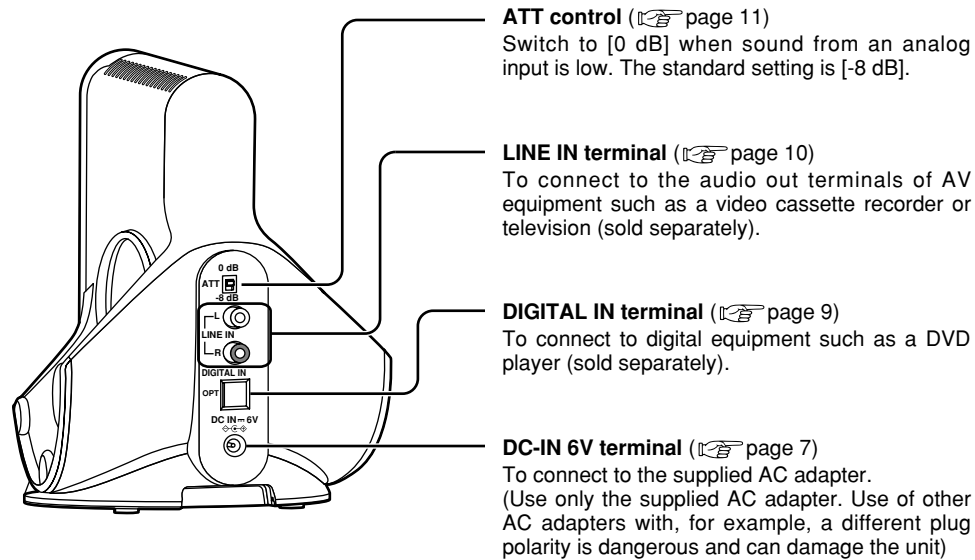 ATT control (☞ page 11)
Switch to [0 dB] when sound from an analog
input is low. The standard setting is [-8 dB].
LINE IN terminal (☞ page 10)
To connect to the audio out terminals of AV
equipment such as a video cassette recorder or
television (sold separately).
DIGITAL IN terminal (☞ page 9)
To connect to digital equipment such as a DVD
player (sold separately).
DC-IN 6V terminal (☞ page 7)
To connect to the supplied AC adapter.
(Use only the supplied AC adapter. Use of other
AC adapters with, for example, a different plug
polarity is dangerous and can damage the unit)
0 dB
ATT
-8 dB
L
LINE IN
R
DIGITAL IN
OPT
DC IN ⎓ 6V